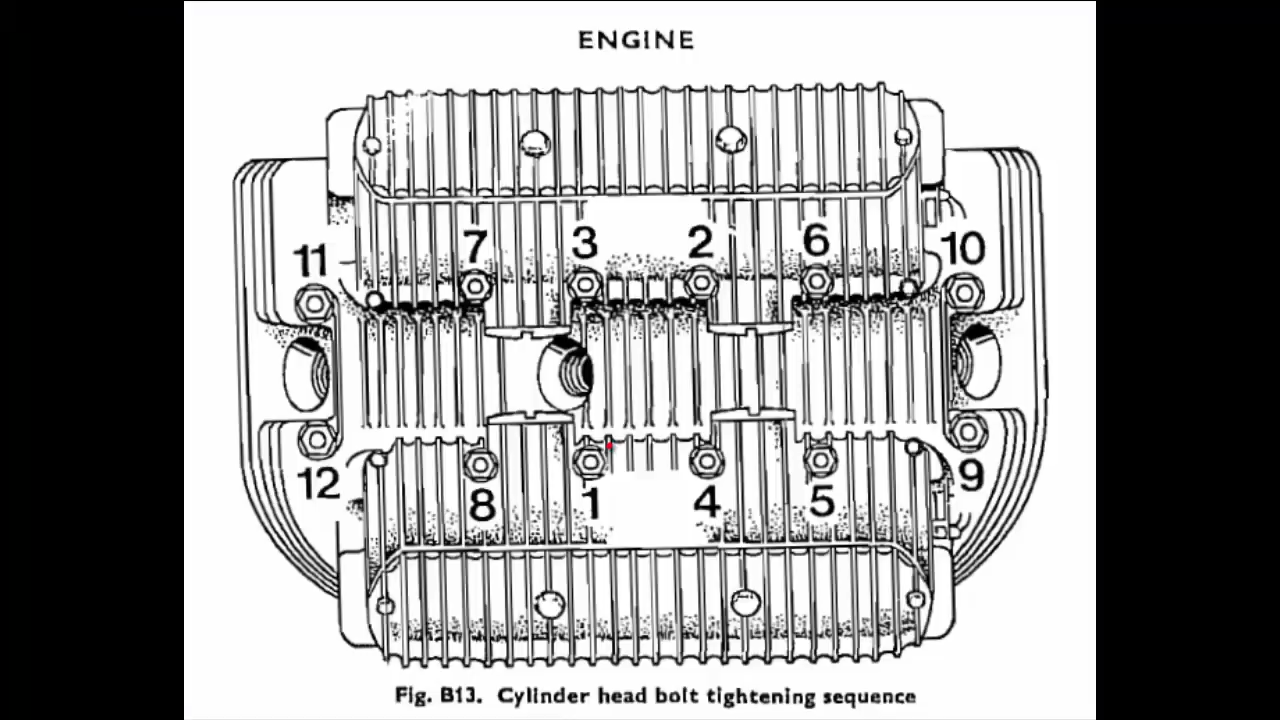 ENGINE
7 3 2 6 10
11
12 8 1 4 5 9
Fig. B13. Cylinder head bolt tightening sequence